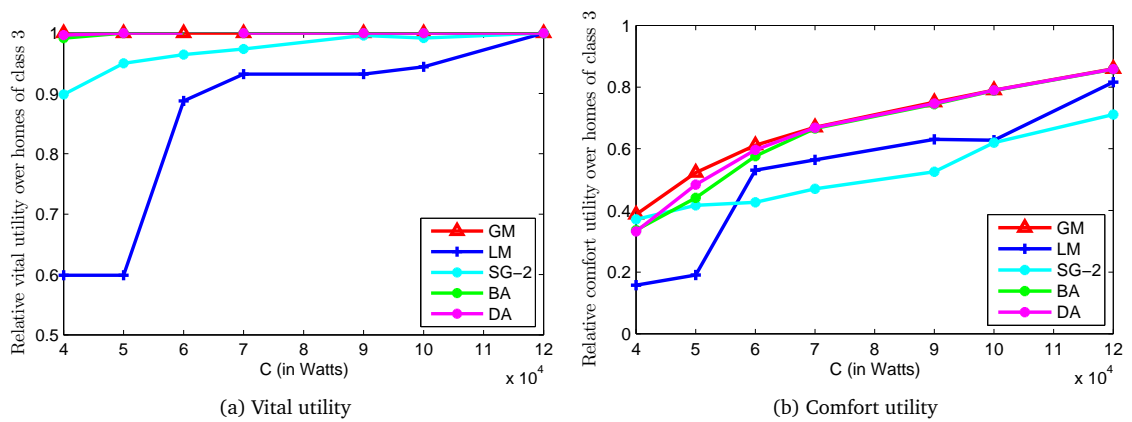 Relative vital utility over homes of class 3
1
0.9
0.8
0.7
0.6
0.5
4
5
6
7
8
9
10
11
12
x 10^4
C (in Watts)
GM
LM
SG-2
BA
DA
(a) Vital utility
Relative comfort utility over homes of class 3
1
0.8
0.6
0.4
0.2
0
4
5
6
7
8
9
10
11
12
x 10^4
C (in Watts)
GM
LM
SG-2
BA
DA
(b) Comfort utility